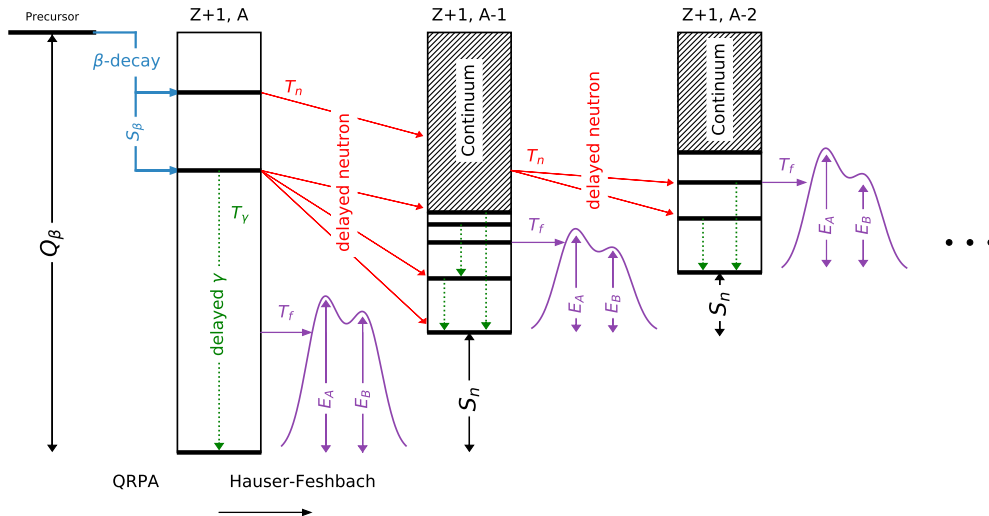 Precursor
Z+1, A
Z+1, A-1
Z+1, A-2
β-decay
S_β
Q_β
T_n
delayed neutron
T_γ
delayed γ
T_f
E_A
E_B
Continuum
T_n
delayed neutron
T_f
E_A
E_B
S_n
Continuum
T_f
E_A
E_B
S_n
• • •
QRPA
Hauser-Feshbach